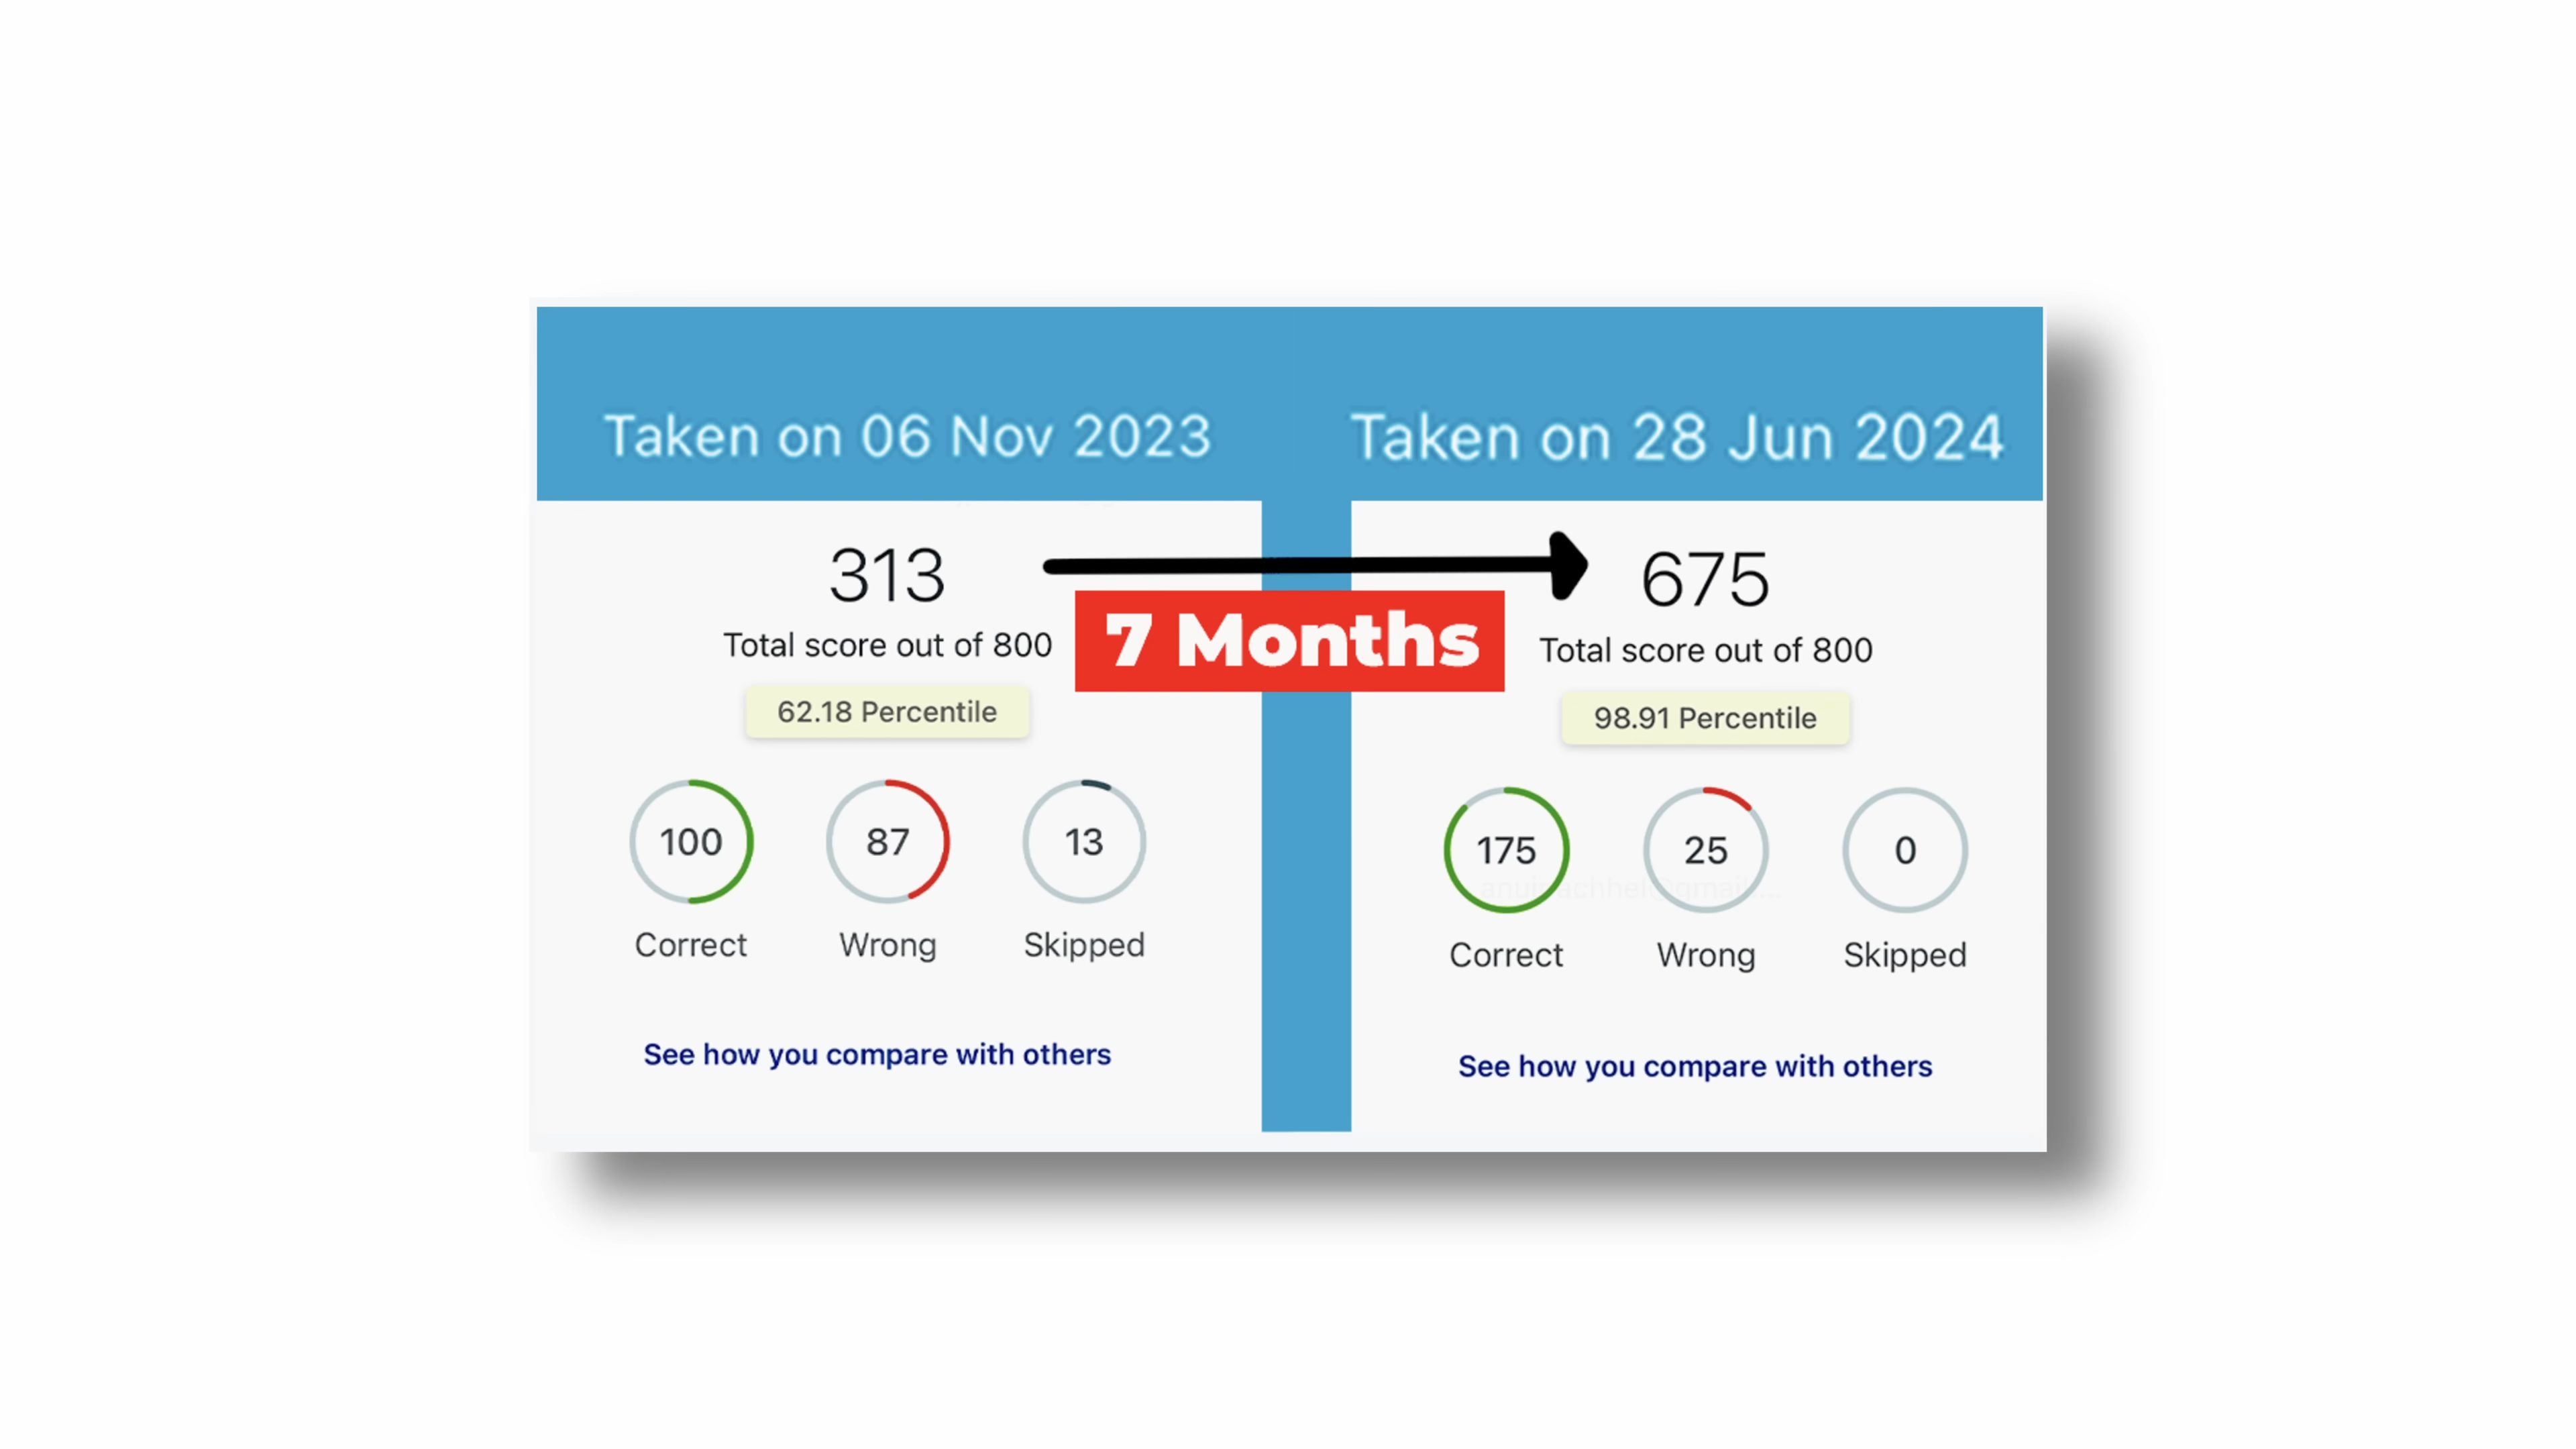 Taken on 06 Nov 2023
313
Total score out of 800
62.18 Percentile
100
87
13
Correct
Wrong
Skipped
See how you compare with others
7 Months
Taken on 28 Jun 2024
675
Total score out of 800
98.91 Percentile
175
25
0
Correct
Wrong
Skipped
See how you compare with others